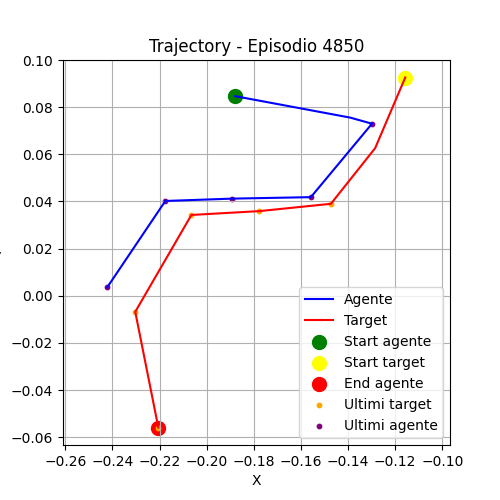 Trajectory - Episodio 4850
0.10
0.08
0.06
0.04
0.02
0.00
−0.02
−0.04
−0.06
Agente
Target
Start agente
Start target
End agente
Ultimi target
Ultimi agente
−0.26 −0.24 −0.22 −0.20 −0.18 −0.16 −0.14 −0.12 −0.10
X